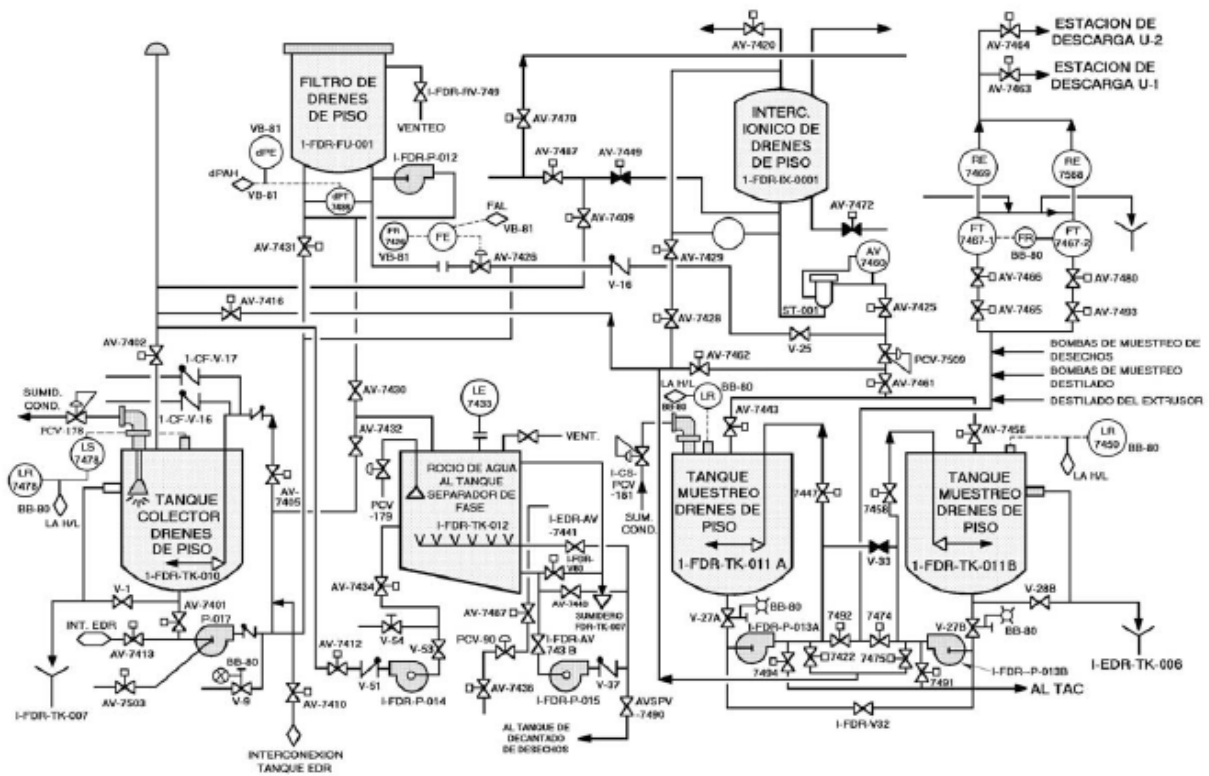 ESTACION DE
DESCARGA U-2
AV-7464
ESTACION DE
DESCARGA U-1
AV-7463
AV-7420
FILTRO DE
DRENES
DE PISO
1-FDR-FU-001
I-FDR-RV-749
VENTEO
VB-81
dPE
dPAH
VB-81
dPT
I-FDR-P-012
AV-7470
AV-7487
AV-7449
AV-7409
INTERC.
IONICO DE
DRENES
DE PISO
1-FDR-IX-0001
AV-7472
RE
7469
RE
7568
FT
7467-1
FR
BB-80
FT
7467-2
AV-7466
AV-7480
AV-7465
AV-7493
AV-7431
FAL
VB-81
FR
7426
FE
VB-81
AV-7426
V-16
AV-7429
AV-7428
AV
7460
ST-001
AV-7425
V-25
PCV-7509
AV-7462
AV-7461
AV-7416
AV-7402
1-CF-V-17
1-CF-V-16
BOMBAS DE MUESTREO DE
DESECHOS
BOMBAS DE MUESTREO
DESTILADO
DESTILADO DEL EXTRUSOR
SUMID.
COND.
PCV-178
LS
7478
LR
7478
BB-80
LA H/L
TANQUE
COLECTOR
DRENES
DE PISO
1-FDR-TK-010
AV-7405
AV-7430
AV-7432
LE
7433
VENT.
PCV
-179
ROCIO DE AGUA
AL TANQUE
SEPARADOR DE
FASE
I-FDR-TK-012
I-EDR-AV
-7441
I-FDR-
V60
AV-7440
SUMIDERO
FDR-TK-007
LA H/L
BB-80
LR
BB-80
AV-7443
I-CS-
PCV
-161
SUM.
COND.
TANQUE
MUESTREO
DRENES DE
PISO
1-FDR-TK-011 A
7447
7458
V-33
AV-7456
LR
7459
BB-80
LA H/L
TANQUE
MUESTREO
DRENES DE
PISO
1-FDR-TK-011B
V-1
AV-7401
P-017
INT. EDR
AV-7413
AV-7503
BB-80
V-9
AV-7410
I-FDR-TK-007
INTERCONEXION
TANQUE EDR
AV-7434
V-54
V-53
AV-7412
V-51
I-FDR-P-014
AV-7467
PCV-90
AV-7436
I-FDR-AV
743 B
V-37
I-FDR-P-015
AVSPV
-7490
AL TANQUE DE
DECANTADO
DE DESECHOS
V-27A
BB-80
I-FDR-P-013A
7492
7474
7422
7475
7494
7491
V-27B
BB-80
V-28B
I-FDR--P-013B
I-EDR-TK-006
AL TAC
I-FDR-V32